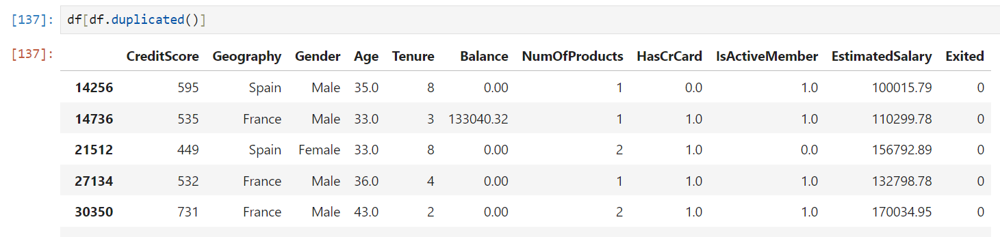 [137]: df[df.duplicated()]
[137]: CreditScore Geography Gender Age Tenure Balance NumOfProducts HasCrCard IsActiveMember EstimatedSalary Exited
14256 595 Spain Male 35.0 8 0.00 1 0.0 1.0 100015.79 0
14736 535 France Male 33.0 3 133040.32 1 1.0 1.0 110299.78 0
21512 449 Spain Female 33.0 8 0.00 2 1.0 0.0 156792.89 0
27134 532 France Male 36.0 4 0.00 1 1.0 1.0 132798.78 0
30350 731 France Male 43.0 2 0.00 2 1.0 1.0 170034.95 0